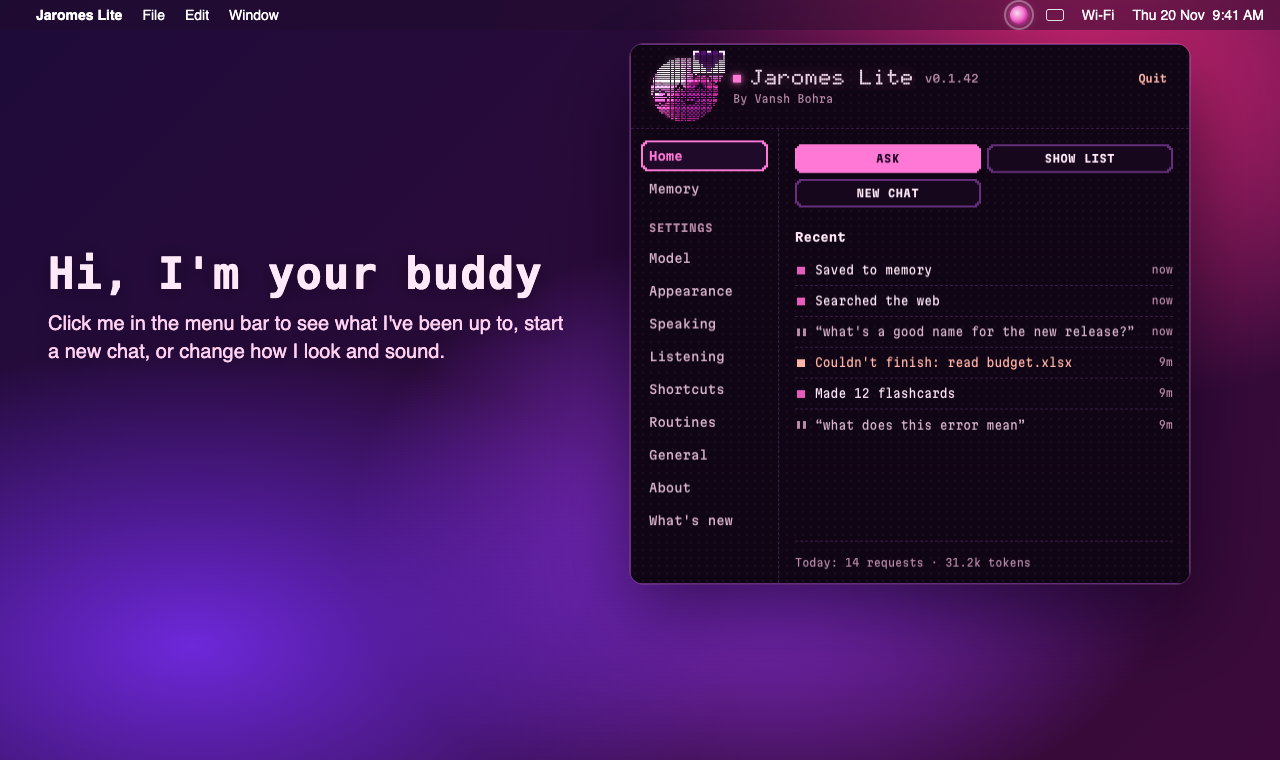 Jaromes Lite File Edit Window Wi-Fi Thu 20 Nov 9:41 AM
Jaromes Lite v0.1.42 Quit
By Vansh Bohra
Home
Memory
SETTINGS
Model
Appearance
Speaking
Listening
Shortcuts
Routines
General
About
What's new
ASK SHOW LIST
NEW CHAT
Recent
Saved to memory now
Searched the web now
“what's a good name for the new release?” now
Couldn't finish: read budget.xlsx 9m
Made 12 flashcards 9m
“what does this error mean” 9m
Today: 14 requests · 31.2k tokens
Hi, I'm your buddy
Click me in the menu bar to see what I've been up to, start
a new chat, or change how I look and sound.